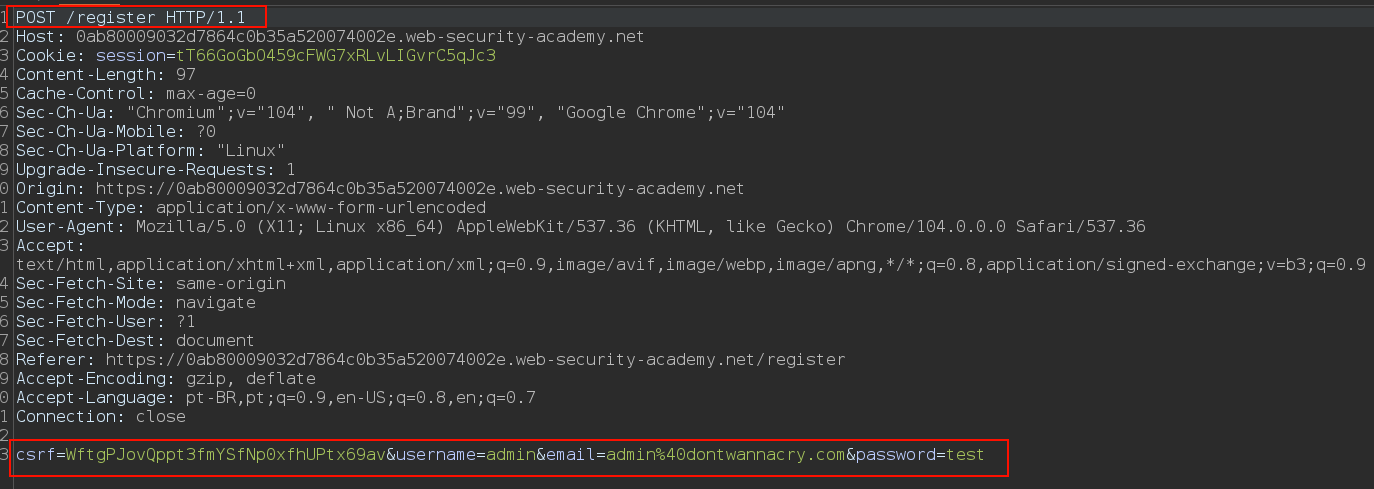 1 POST /register HTTP/1.1
2 Host: 0ab80009032d7864c0b35a520074002e.web-security-academy.net
3 Cookie: session=tT66GoGbO459cFWG7xRLvLIGvrC5qJc3
4 Content-Length: 97
5 Cache-Control: max-age=0
6 Sec-Ch-Ua: "Chromium";v="104", " Not A;Brand";v="99", "Google Chrome";v="104"
7 Sec-Ch-Ua-Mobile: ?0
8 Sec-Ch-Ua-Platform: "Linux"
9 Upgrade-Insecure-Requests: 1
0 Origin: https://0ab80009032d7864c0b35a520074002e.web-security-academy.net
1 Content-Type: application/x-www-form-urlencoded
2 User-Agent: Mozilla/5.0 (X11; Linux x86_64) AppleWebKit/537.36 (KHTML, like Gecko) Chrome/104.0.0.0 Safari/537.36
3 Accept:
text/html,application/xhtml+xml,application/xml;q=0.9,image/avif,image/webp,image/apng,*/*;q=0.8,application/signed-exchange;v=b3;q=0.9
4 Sec-Fetch-Site: same-origin
5 Sec-Fetch-Mode: navigate
6 Sec-Fetch-User: ?1
7 Sec-Fetch-Dest: document
8 Referer: https://0ab80009032d7864c0b35a520074002e.web-security-academy.net/register
9 Accept-Encoding: gzip, deflate
0 Accept-Language: pt-BR,pt;q=0.9,en-US;q=0.8,en;q=0.7
1 Connection: close
2
3 csrf=WftgPJovQppt3fmYSfNp0xfhUPtx69av&username=admin&email=admin%40dontwannacry.com&password=test